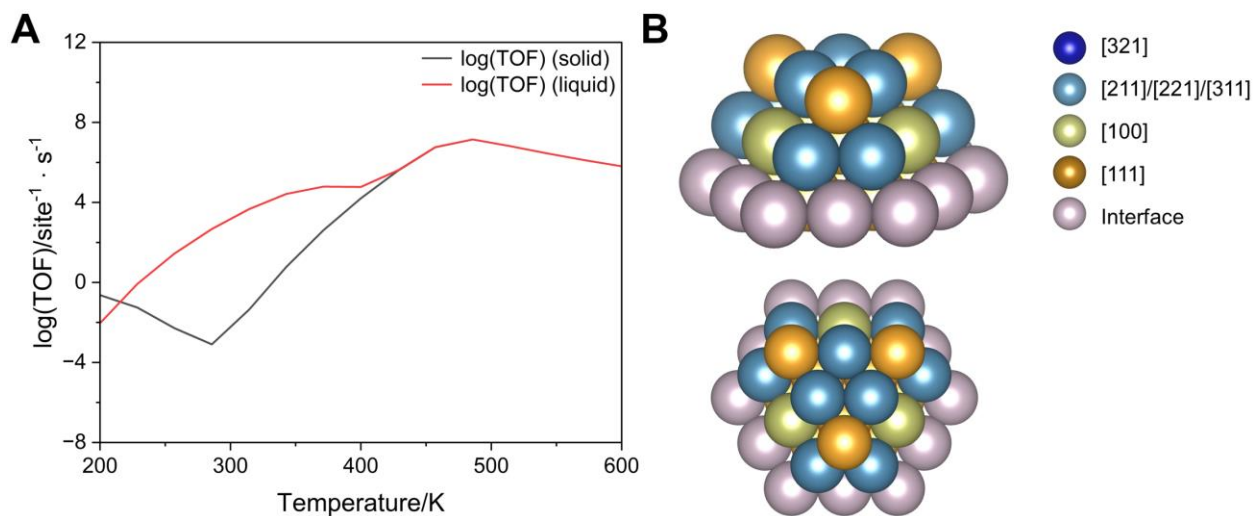 A
B
12
8
4
0
−4
−8
log(TOF)/site⁻¹ · s⁻¹
log(TOF) (solid)
log(TOF) (liquid)
200
300
400
500
600
Temperature/K
[321]
[211]/[221]/[311]
[100]
[111]
Interface